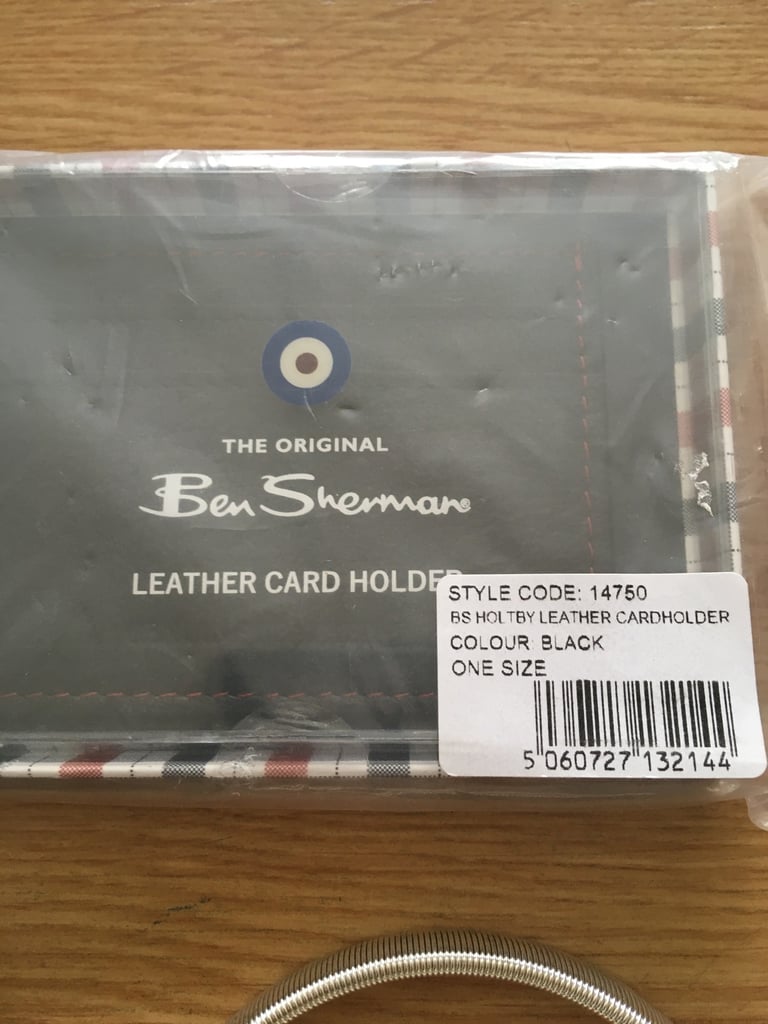 THE ORIGINAL
Ben Sherman®
LEATHER CARD HOLDER
STYLE CODE: 14750
BS HOLTBY LEATHER CARDHOLDER
COLOUR: BLACK
ONE SIZE
5 060727 132144